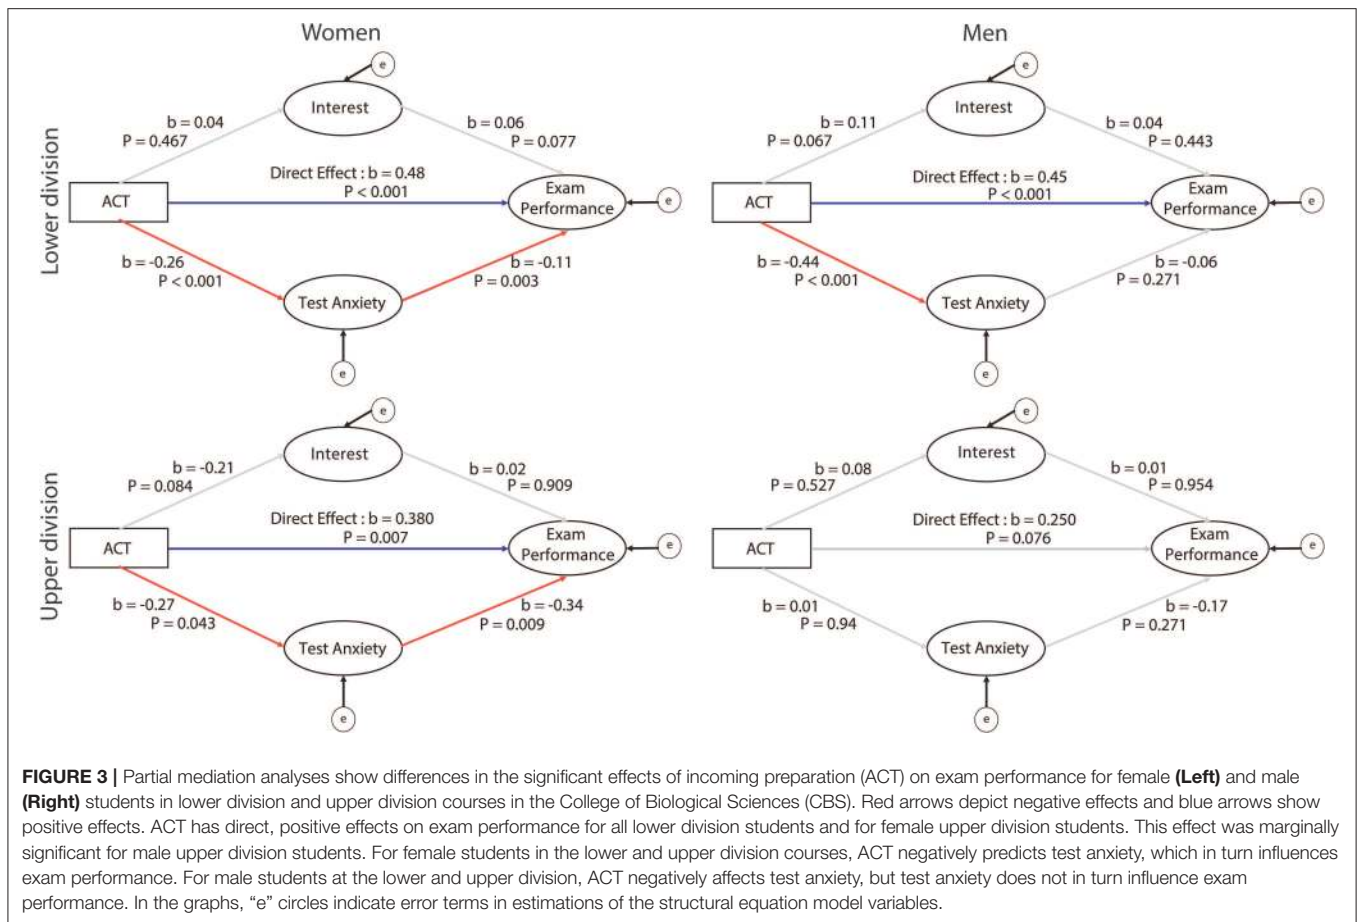 Women
Men
Lower division
e
Interest
b = 0.04
P = 0.467
b = 0.06
P = 0.077
Direct Effect : b = 0.48
P < 0.001
ACT
Exam
Performance
e
b = -0.26
P < 0.001
b = -0.11
P = 0.003
Test Anxiety
e
e
Interest
b = 0.11
P = 0.067
b = 0.04
P = 0.443
Direct Effect : b = 0.45
P < 0.001
ACT
Exam
Performance
e
b = -0.44
P < 0.001
b = -0.06
P = 0.271
Test Anxiety
e
Upper division
e
Interest
b = -0.21
P = 0.084
b = 0.02
P = 0.909
Direct Effect : b = 0.380
P = 0.007
ACT
Exam
Performance
e
b = -0.27
P = 0.043
b = -0.34
P = 0.009
Test Anxiety
e
e
Interest
b = 0.08
P = 0.527
b = 0.01
P = 0.954
Direct Effect : b = 0.250
P = 0.076
ACT
Exam
Performance
e
b = 0.01
P = 0.94
b = -0.17
P = 0.271
Test Anxiety
e
FIGURE 3 | Partial mediation analyses show differences in the significant effects of incoming preparation (ACT) on exam performance for female (Left) and male
(Right) students in lower division and upper division courses in the College of Biological Sciences (CBS). Red arrows depict negative effects and blue arrows show
positive effects. ACT has direct, positive effects on exam performance for all lower division students and for female upper division students. This effect was marginally
significant for male upper division students. For female students in the lower and upper division courses, ACT negatively predicts test anxiety, which in turn influences
exam performance. For male students at the lower and upper division, ACT negatively affects test anxiety, but test anxiety does not in turn influence exam
performance. In the graphs, “e” circles indicate error terms in estimations of the structural equation model variables.